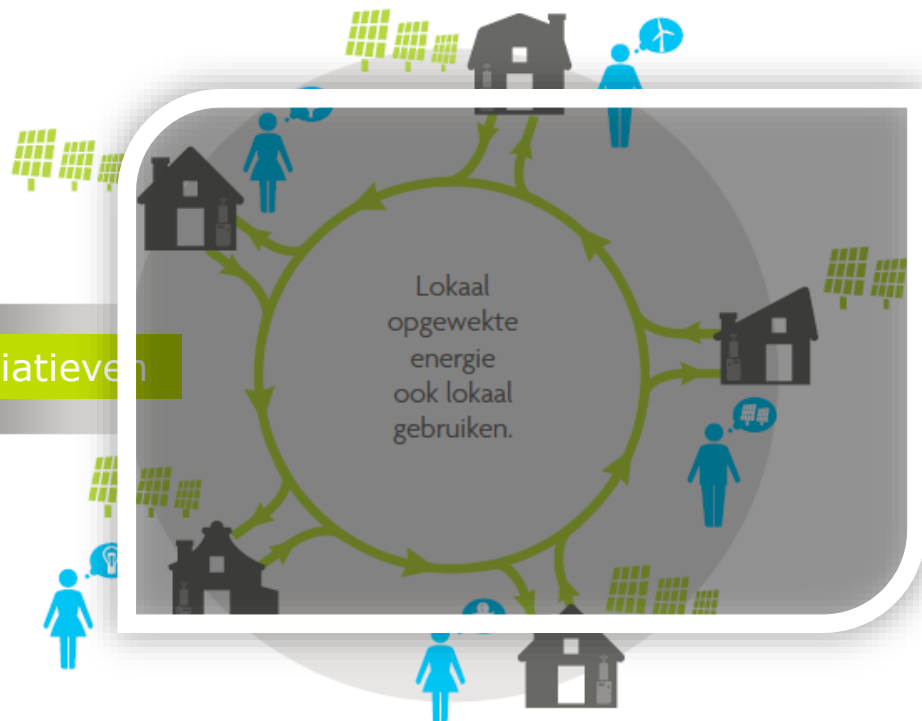 Lokaal
opgewekte
energie
ook lokaal
gebruiken.
iatieven